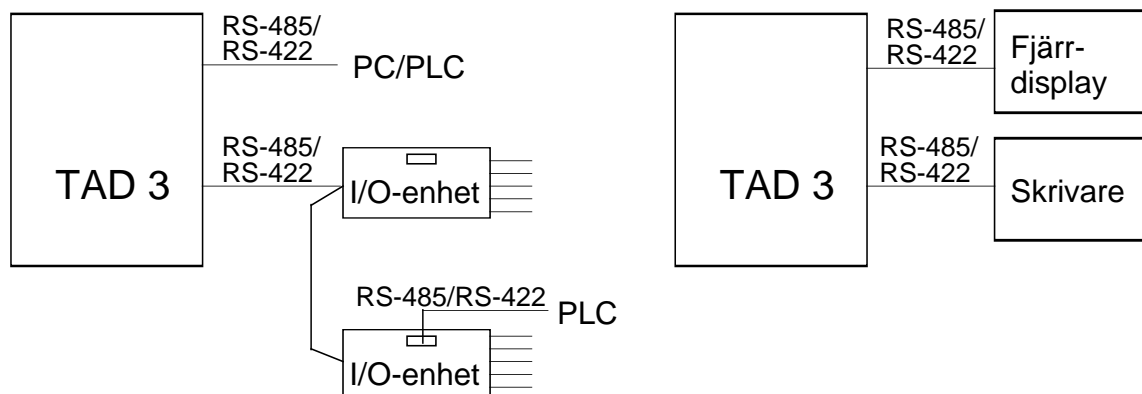 RS-485/
RS-422
PC/PLC
TAD 3
RS-485/
RS-422
I/O-enhet
RS-485/RS-422
PLC
I/O-enhet
TAD 3
RS-485/
RS-422
Fjärr-
display
RS-485/
RS-422
Skrivare